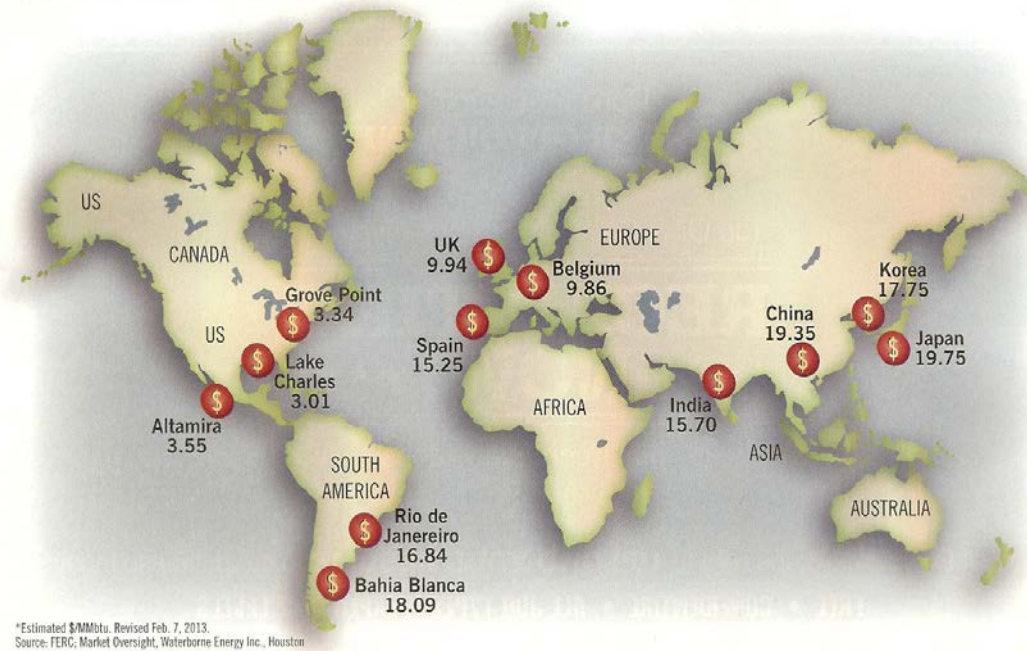 US
CANADA
US
Grove Point
3.34
Lake
Charles
3.01
Altamira
3.55
SOUTH
AMERICA
Rio de
Janereiro
16.84
Bahia Blanca
18.09
UK
9.94
Belgium
9.86
EUROPE
Spain
15.25
AFRICA
India
15.70
ASIA
China
19.35
Korea
17.75
Japan
19.75
AUSTRALIA
$
$
$
$
$
$
$
$
$
$
$
$
*Estimated $/MMbtu. Revised Feb. 7, 2013.
Source: FERC, Market Oversight, Waterborne Energy Inc., Houston